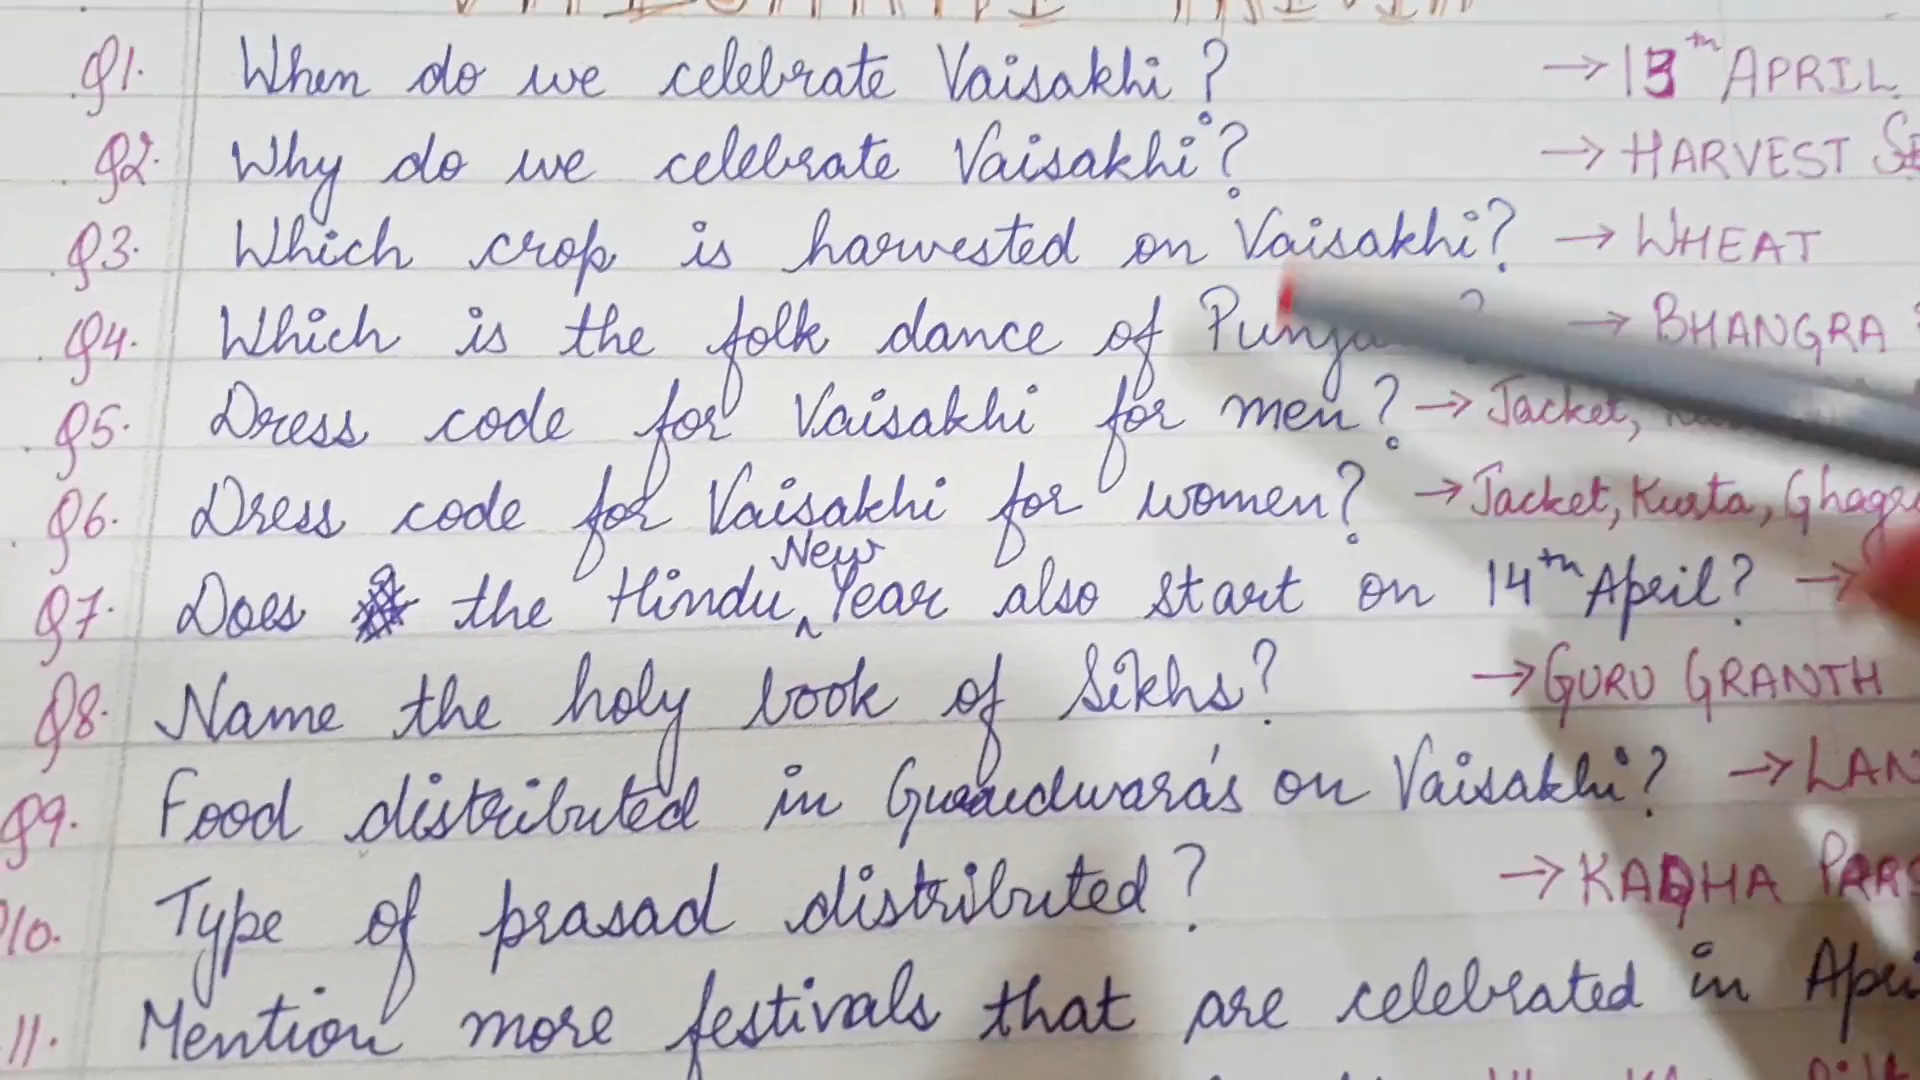 Q1. When do we celebrate Vaisakhi? → 13th APRIL
Q2. Why do we celebrate Vaisakhi? → HARVEST
Q3. Which crop is harvested on Vaisakhi? → WHEAT
Q4. Which is the folk dance of ? → BHANGRA
Q5. Dress code for Vaisakhi for men? → Jacket,
Q6. Dress code for Vaisakhi for women? → Jacket, Kurta,
Q7. Does the Hindu New Year also start on 14th April? →
Q8. Name the holy book of Sikhs? → GURU GRANTH
Q9. Food distributed in Guraudwara's on Vaisakhi? →
Type of prasad distributed? → KADHA
11. Mention more festivals that are celebrated in